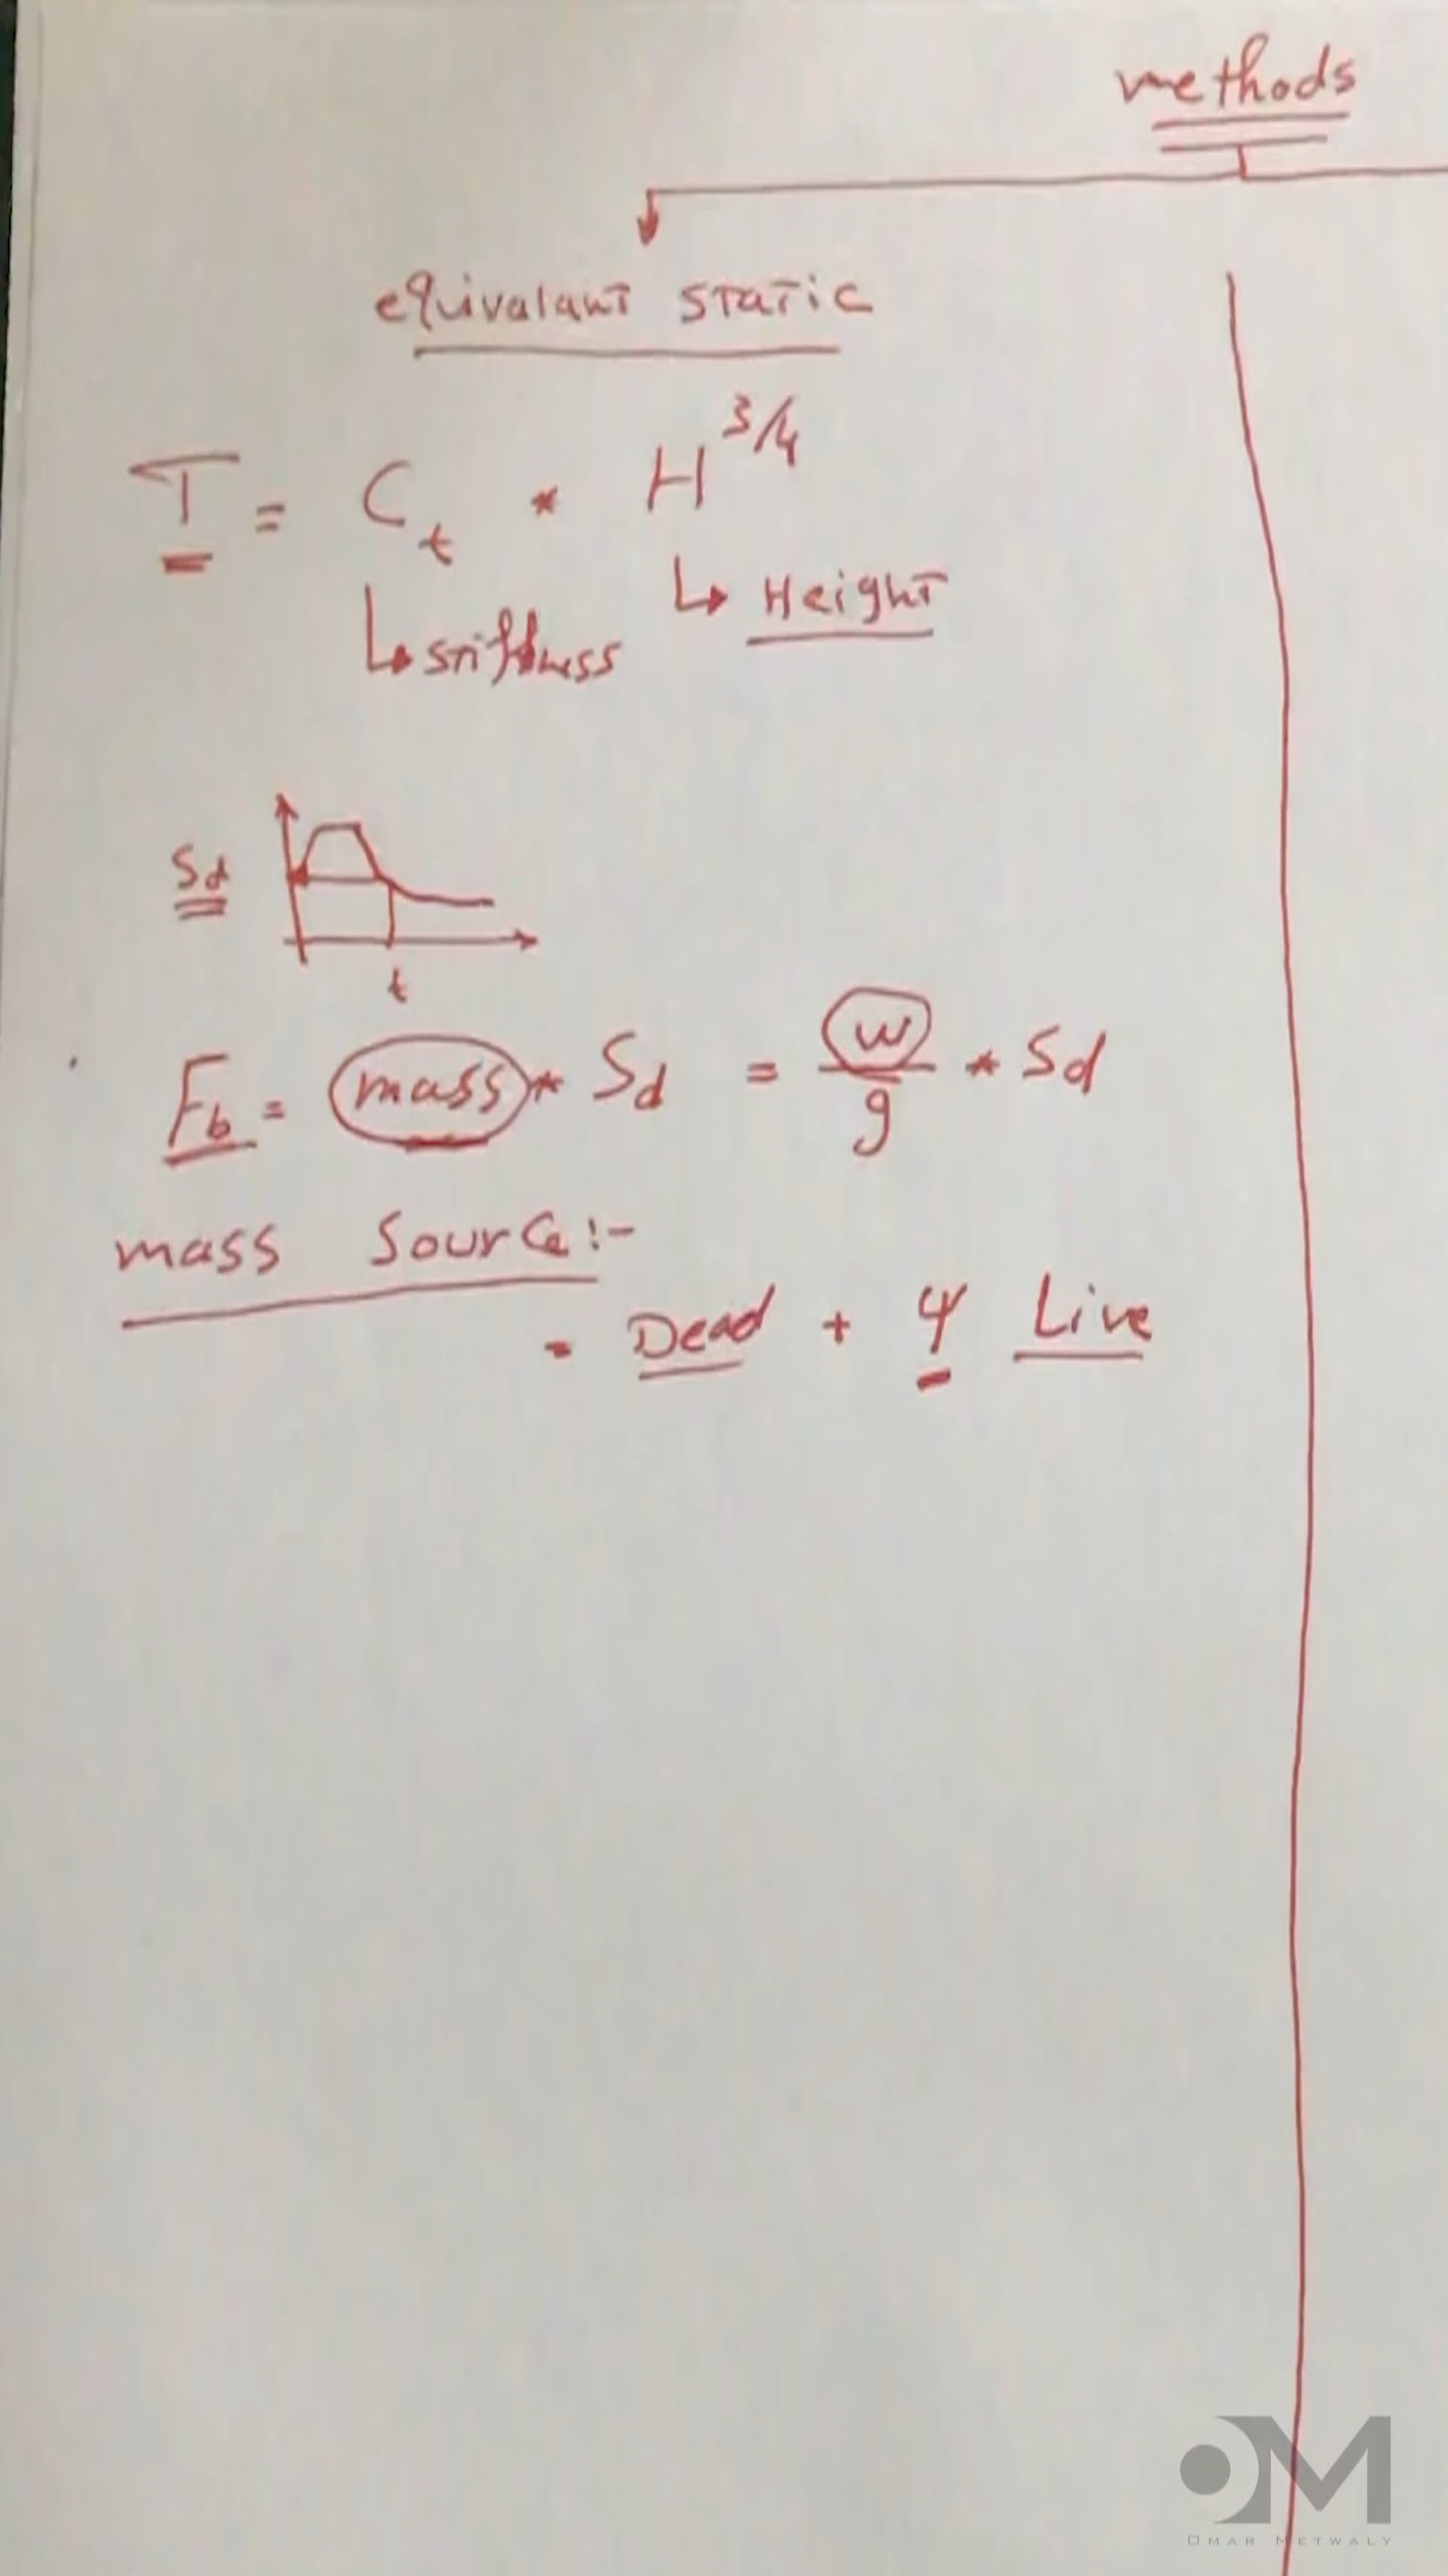 methods
equivalant static
T = Ct * H^3/4
↳ stiffness ↳ Height
Sd
t
Fb = mass * Sd = w/g * Sd
mass source:-
= Dead + ψ Live
OM
OMAR METWALY